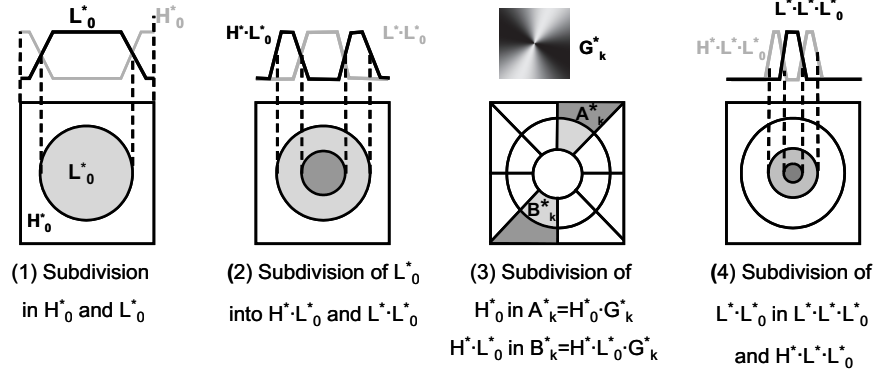 L*0
H*0
L*0
H*0
(1) Subdivision
in H*0 and L*0
H*·L*0
L*·L*0
(2) Subdivision of L*0
into H*·L*0 and L*·L*0
G*k
A*k
B*k
(3) Subdivision of
H*0 in A*k=H*0·G*k
H*·L*0 in B*k=H*·L*0·G*k
L*·L*·L*0
H*·L*·L*0
(4) Subdivision of
L*·L*0 in L*·L*·L*0
and H*·L*·L*0